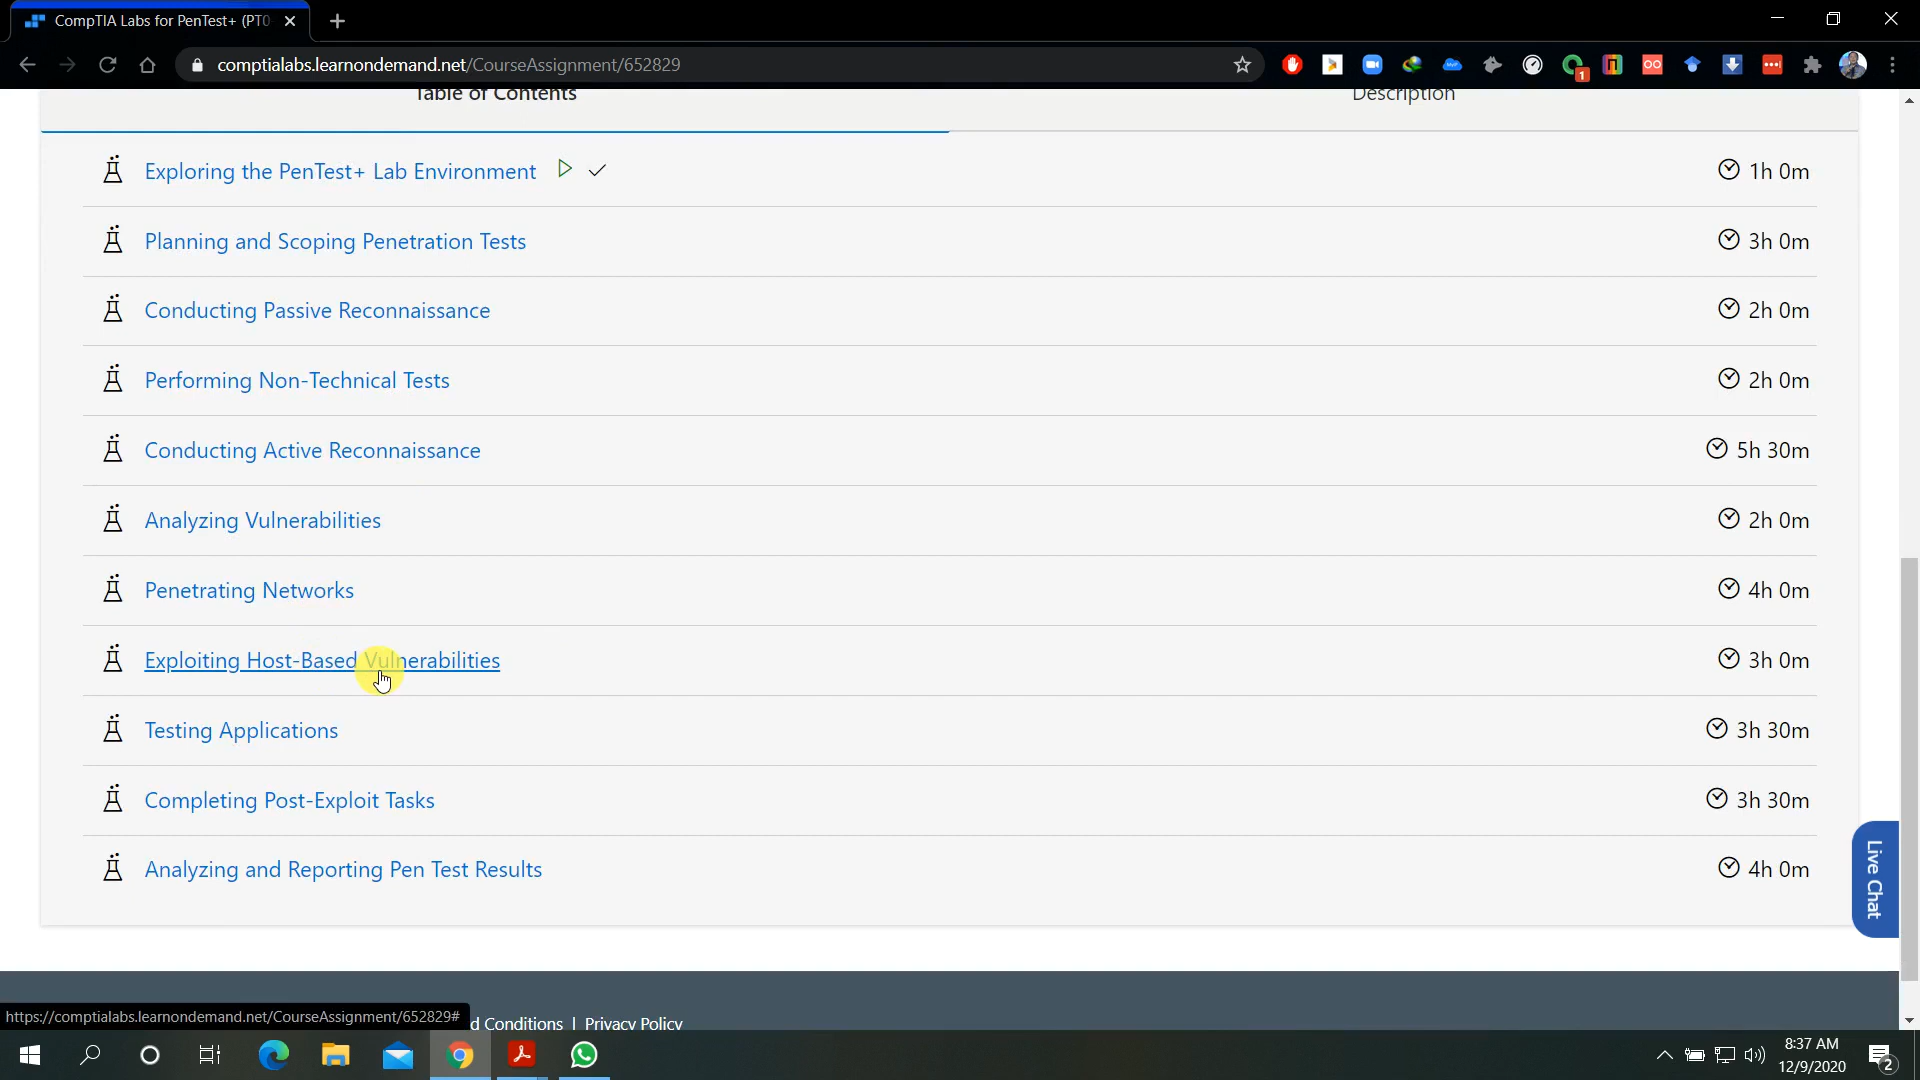 CompTIA Labs for PenTest+ (PT0
comptialabs.learnondemand.net/CourseAssignment/652829
1
Table of Contents
Description
Exploring the PenTest+ Lab Environment
1h 0m
Planning and Scoping Penetration Tests
3h 0m
Conducting Passive Reconnaissance
2h 0m
Performing Non-Technical Tests
2h 0m
Conducting Active Reconnaissance
5h 30m
Analyzing Vulnerabilities
2h 0m
Penetrating Networks
4h 0m
Exploiting Host-Based Vulnerabilities
3h 0m
Testing Applications
3h 30m
Completing Post-Exploit Tasks
3h 30m
Analyzing and Reporting Pen Test Results
4h 0m
Live Chat
https://comptialabs.learnondemand.net/CourseAssignment/652829#
d Conditions | Privacy Policy
8:37 AM
12/9/2020
2